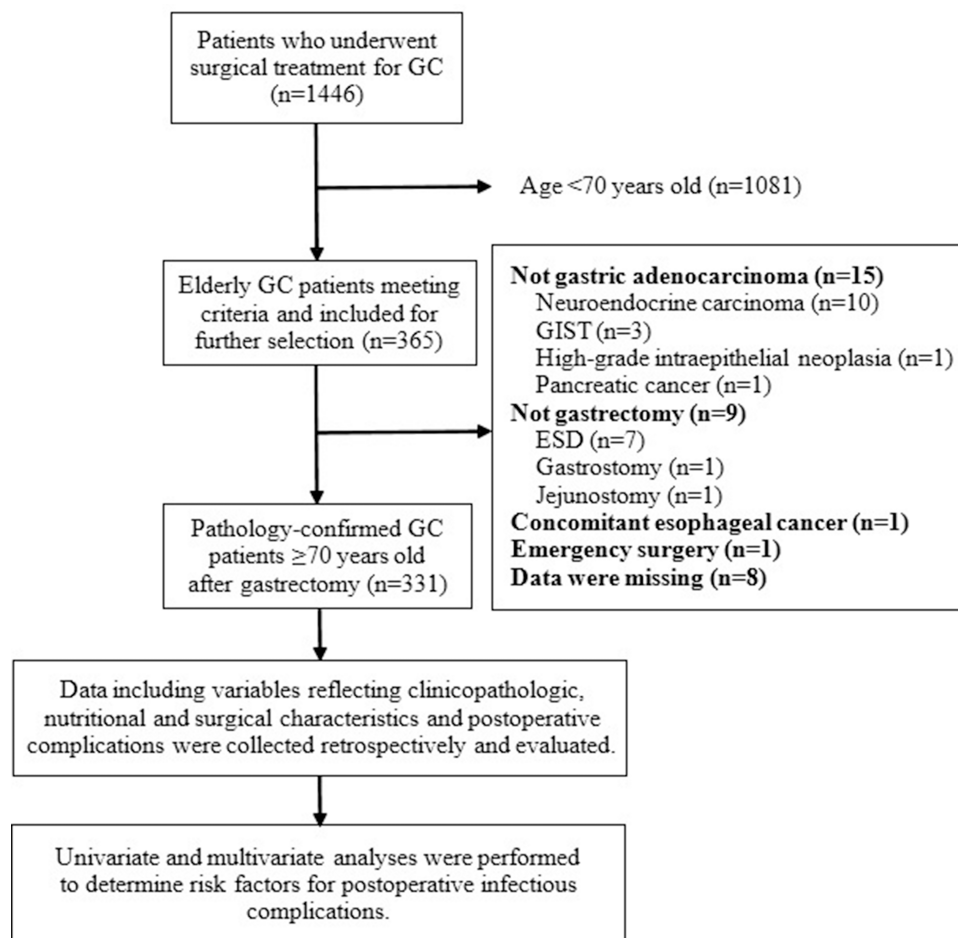 Patients who underwent
surgical treatment for GC
(n=1446)
Age <70 years old (n=1081)
Elderly GC patients meeting
criteria and included for
further selection (n=365)
Not gastric adenocarcinoma (n=15)
Neuroendocrine carcinoma (n=10)
GIST (n=3)
High-grade intraepithelial neoplasia (n=1)
Pancreatic cancer (n=1)
Not gastrectomy (n=9)
ESD (n=7)
Gastrostomy (n=1)
Jejunostomy (n=1)
Concomitant esophageal cancer (n=1)
Emergency surgery (n=1)
Data were missing (n=8)
Pathology-confirmed GC
patients ≥70 years old
after gastrectomy (n=331)
Data including variables reflecting clinicopathologic,
nutritional and surgical characteristics and postoperative
complications were collected retrospectively and evaluated.
Univariate and multivariate analyses were performed
to determine risk factors for postoperative infectious
complications.